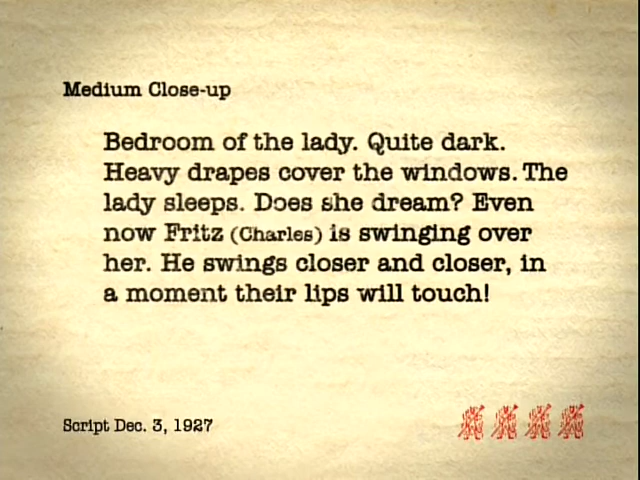 Medium Close-up
Bedroom of the lady. Quite dark.
Heavy drapes cover the windows. The
lady sleeps. Does she dream? Even
now Fritz (Charles) is swinging over
her. He swings closer and closer, in
a moment their lips will touch!
Script Dec. 3, 1927